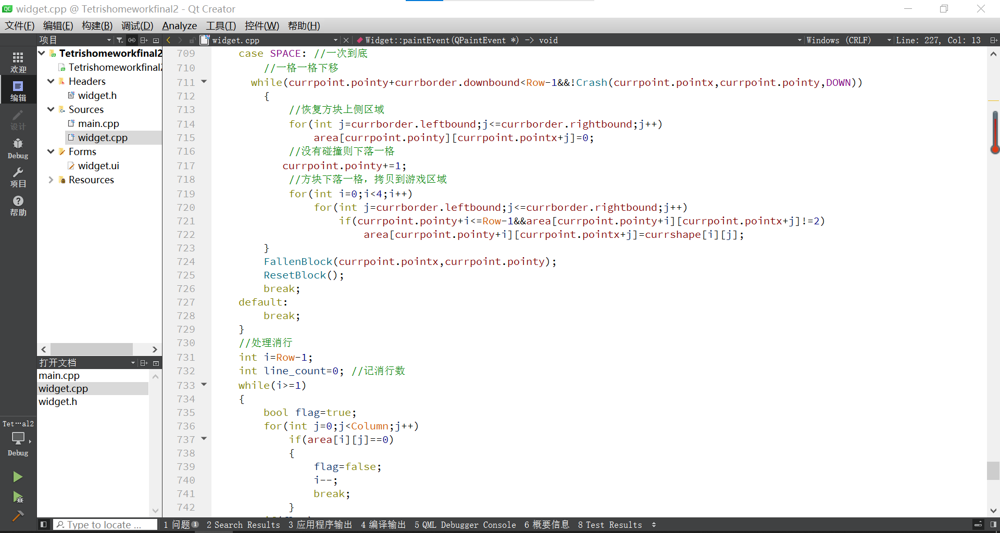 widget.cpp @ Tetrishomeworkfinal2 - Qt Creator
文件(F) 编辑(E) 构建(B) 调试(D) Analyze 工具(T) 控件(W) 帮助(H)
项目
widget.cpp
Widget::paintEvent(QPaintEvent *) -> void
Windows (CRLF)
Line: 227, Col: 13
欢迎
编辑
设计
Debug
项目
帮助
Tet···al2
Debug
Tetrishomeworkfinal2
Tetrishomeworkfinal
Headers
widget.h
Sources
main.cpp
widget.cpp
Forms
widget.ui
Resources
打开文档
main.cpp
widget.cpp
widget.h
709 case SPACE: //一次到底
710 //一格一格下移
711 while(currpoint.pointy+currborder.downbound<Row-1&&!Crash(currpoint.pointx,currpoint.pointy,DOWN))
712 {
713 //恢复方块上侧区域
714 for(int j=currborder.leftbound;j<=currborder.rightbound;j++)
715 area[currpoint.pointy][currpoint.pointx+j]=0;
716 //没有碰撞则下落一格
717 currpoint.pointy+=1;
718 //方块下落一格，拷贝到游戏区域
719 for(int i=0;i<4;i++)
720 for(int j=currborder.leftbound;j<=currborder.rightbound;j++)
721 if(currpoint.pointy+i<=Row-1&&area[currpoint.pointy+i][currpoint.pointx+j]!=2)
722 area[currpoint.pointy+i][currpoint.pointx+j]=currshape[i][j];
723 }
724 FallenBlock(currpoint.pointx,currpoint.pointy);
725 ResetBlock();
726 break;
727 default:
728 break;
729 }
730 //处理消行
731 int i=Row-1;
732 int line_count=0; //记消行数
733 while(i>=1)
734 {
735 bool flag=true;
736 for(int j=0;j<Column;j++)
737 if(area[i][j]==0)
738 {
739 flag=false;
740 i--;
741 break;
742 }
Type to locate ...
1 问题 1 2 Search Results 3 应用程序输出 4 编译输出 5 QML Debugger Console 6 概要信息 8 Test Results